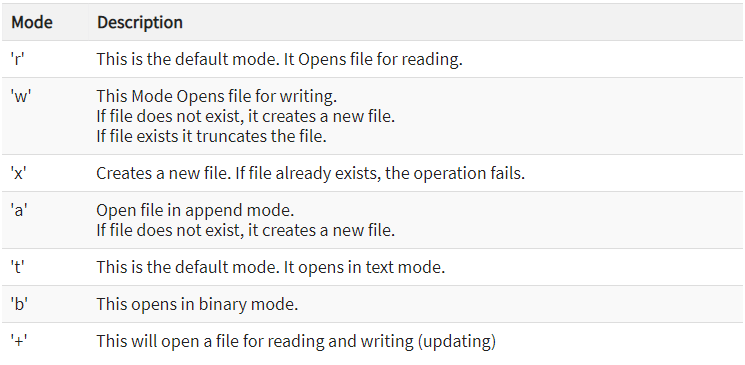 Mode Description
'r' This is the default mode. It Opens file for reading.
'w' This Mode Opens file for writing.
If file does not exist, it creates a new file.
If file exists it truncates the file.
'x' Creates a new file. If file already exists, the operation fails.
'a' Open file in append mode.
If file does not exist, it creates a new file.
't' This is the default mode. It opens in text mode.
'b' This opens in binary mode.
'+' This will open a file for reading and writing (updating)